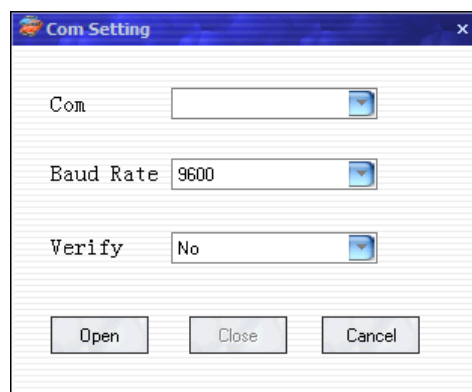 Com Setting
Com
Baud Rate 9600
Verify No
Open Close Cancel